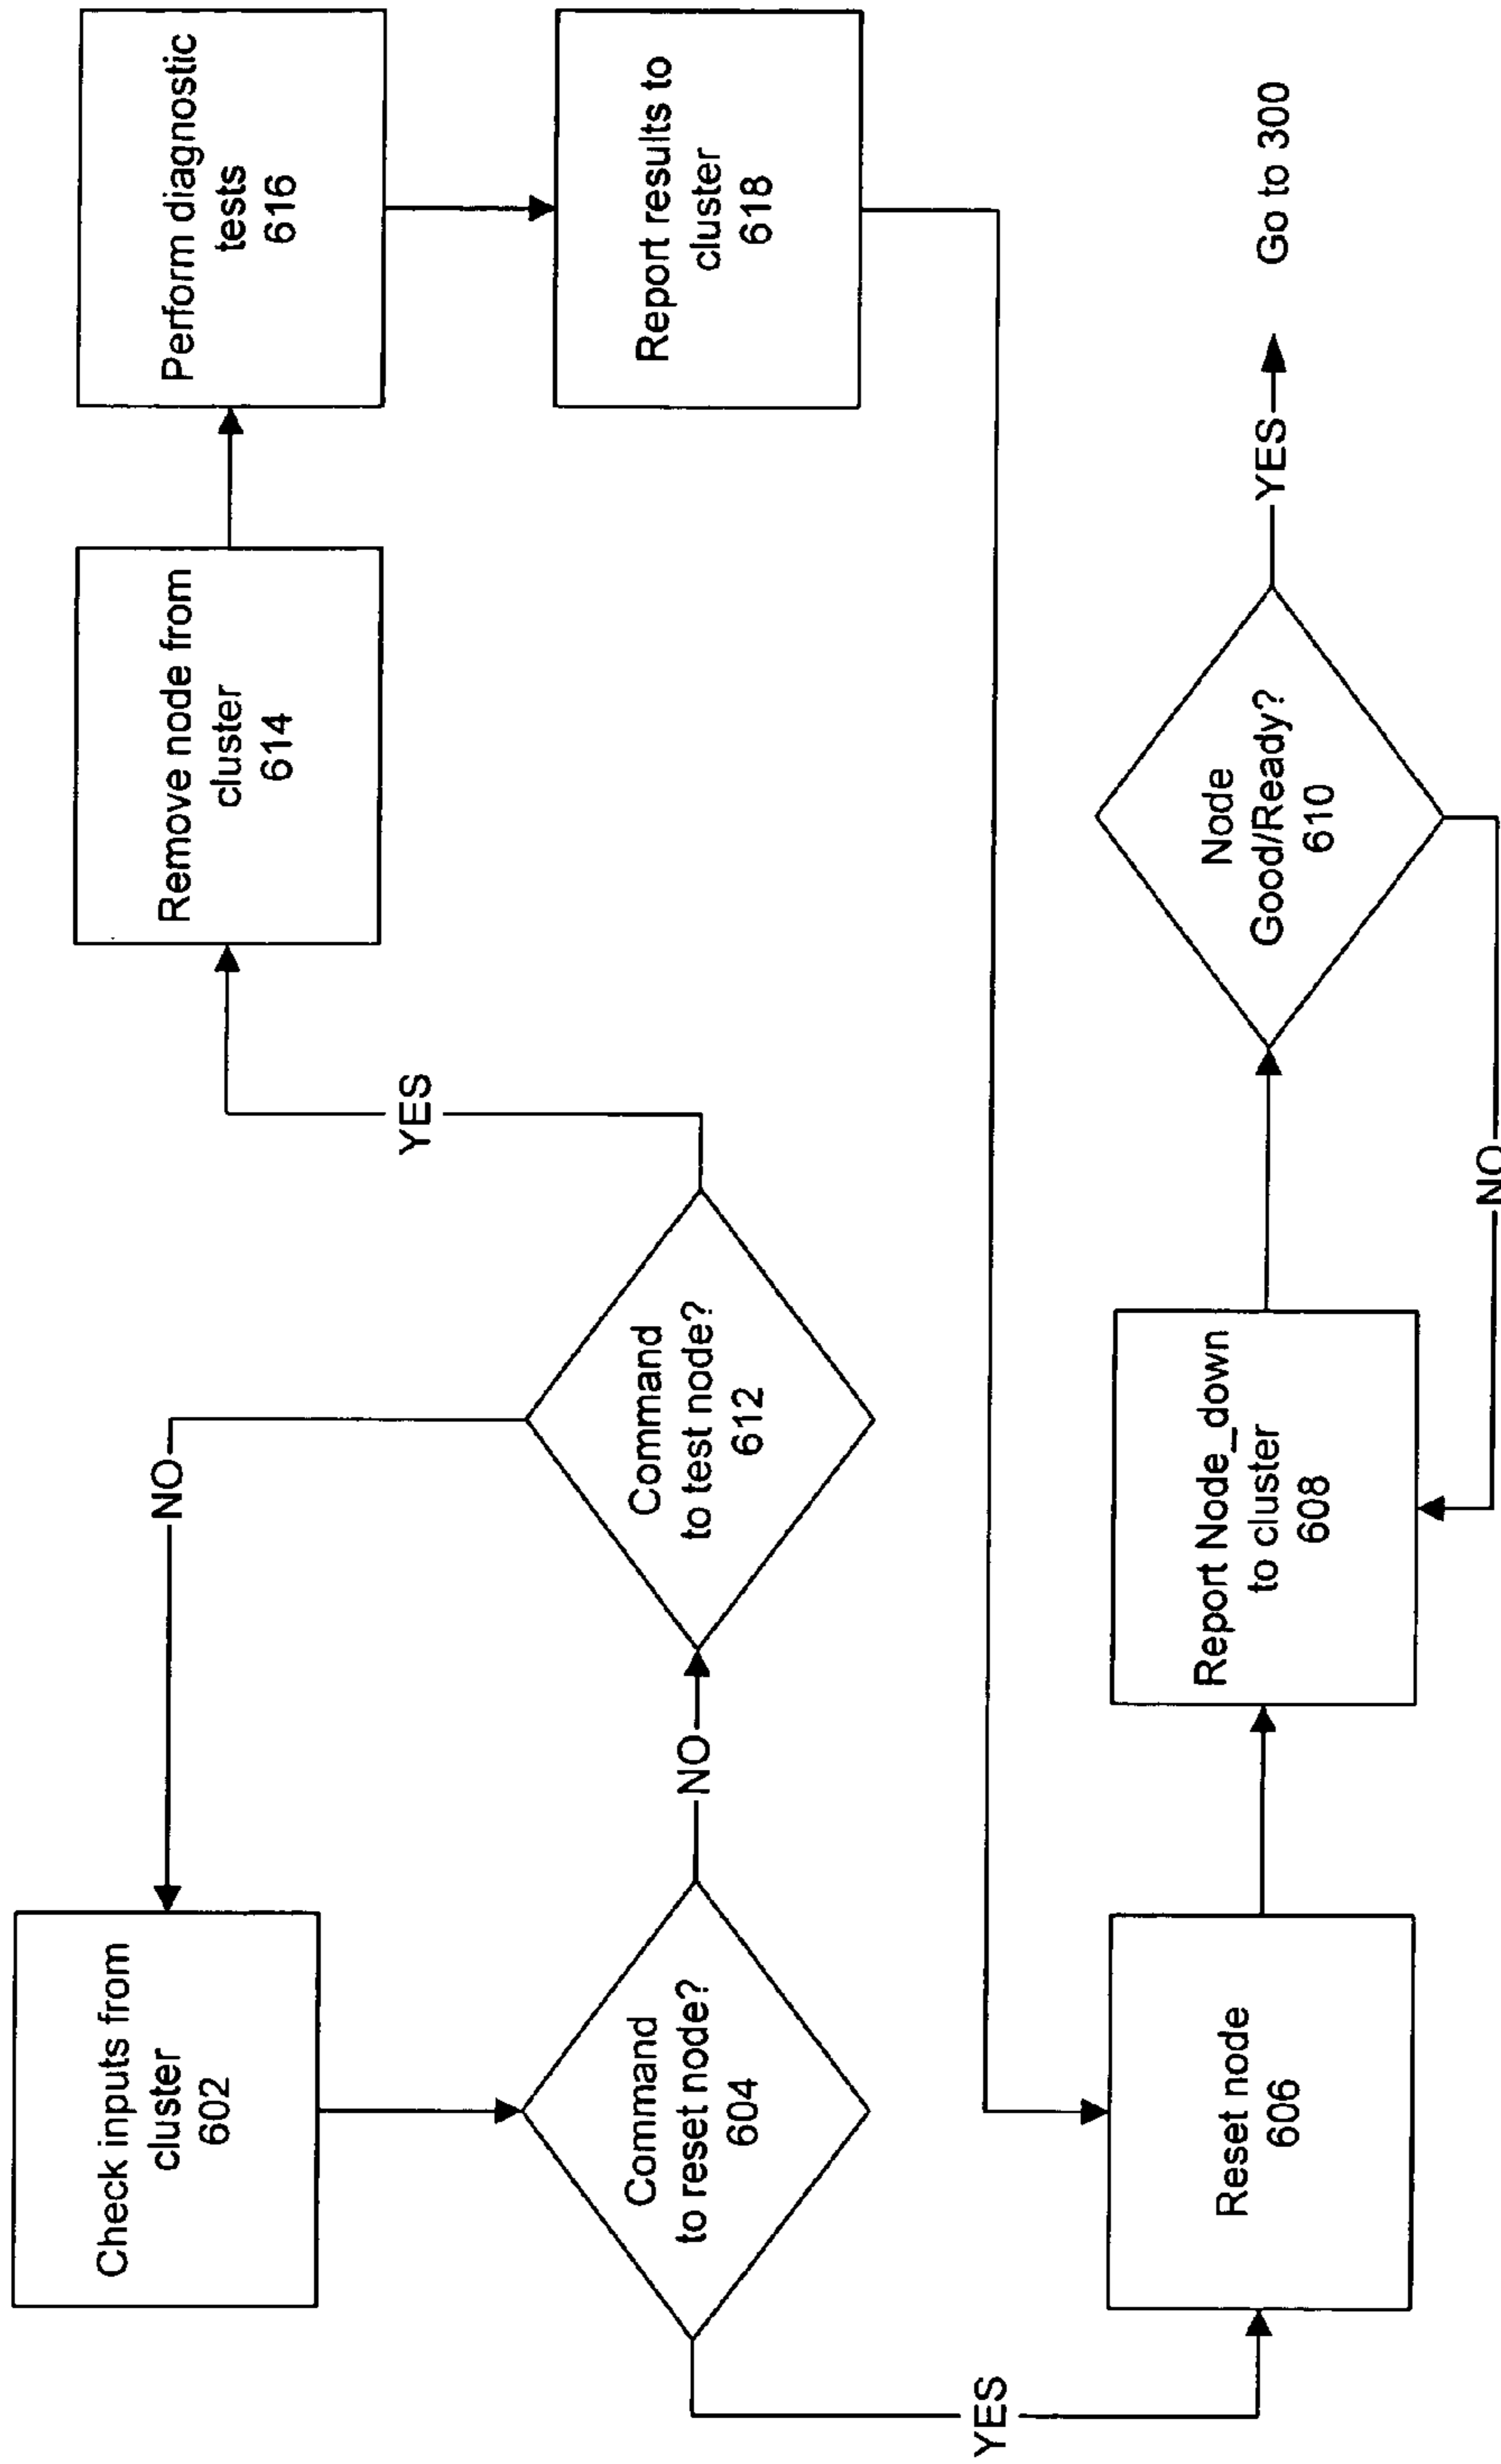 Check inputs from
cluster
602
NO
Command
to reset node?
604
NO
Command
to test node?
612
YES
Remove node from
cluster
614
Perform diagnostic
tests
616
Report results to
cluster
618
YES
Reset node
606
Report Node_down
to cluster
608
Node
Good/Ready?
610
NO
YES
Go to 300